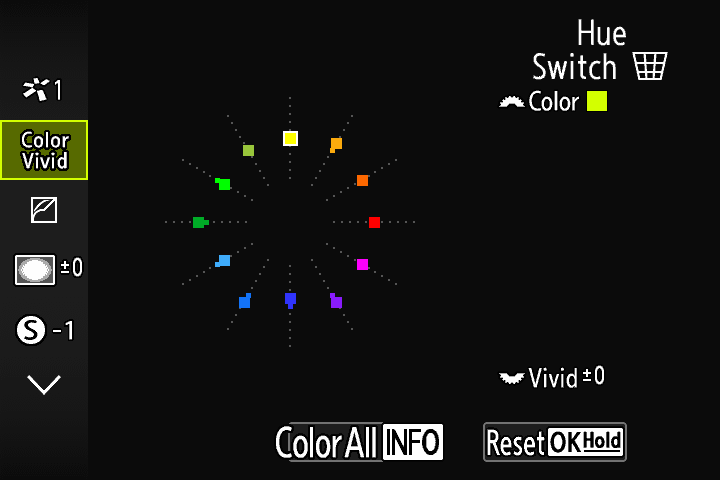 Hue
Switch
Color
1
Color
Vivid
±0
S -1
Vivid ±0
Color All INFO
Reset OK Hold